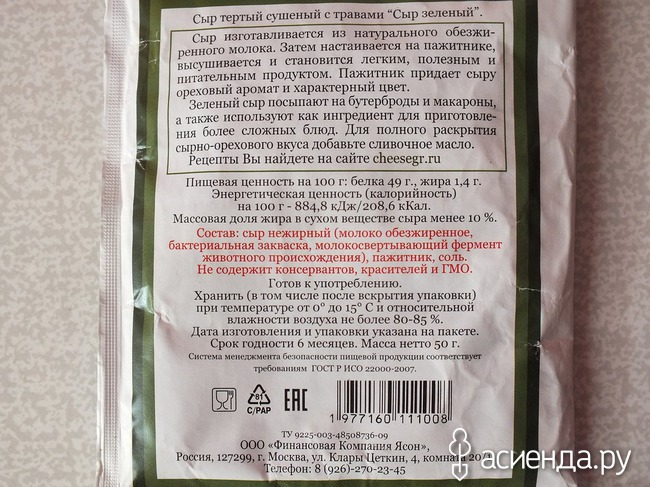 Сыр тертый сушеный с травами “Сыр зеленый”.
Сыр изготавливается из натурального обезжи-
ренного молока. Затем настаивается на пажитнике,
высушивается и становится легким, полезным и
питательным продуктом. Пажитник придает сыру
ореховый аромат и характерный цвет.
Зеленый сыр посыпают на бутерброды и макароны,
а также используют как ингредиент для приготовле-
ния более сложных блюд. Для полного раскрытия
сырно-орехового вкуса добавьте сливочное масло.
Рецепты Вы найдете на сайте cheesegr.ru
Пищевая ценность на 100 г: белка 49 г., жира 1,4 г.
Энергетическая ценность (калорийность)
на 100 г - 884,8 кДж/208,6 кКал.
Массовая доля жира в сухом веществе сыра менее 10 %.
Состав: сыр нежирный (молоко обезжиренное,
бактериальная закваска, молокосвертывающий фермент
животного происхождения), пажитник, соль.
Не содержит консервантов, красителей и ГМО.
Готов к употреблению.
Хранить (в том числе после вскрытия упаковки)
при температуре от 0° до 15° С и относительной
влажности воздуха не более 80-85 %.
Дата изготовления и упаковки указана на пакете.
Срок годности 6 месяцев. Масса нетто 50 г.
Система менеджмента безопасности пищевой продукции соответствует
требованиям ГОСТ Р ИСО 22000-2007.
81
C/PAP
EAC
1 977160 111008
ТУ 9225-003-48508736-09
ООО «Финансовая Компания Ясон»,
Россия, 127299, г. Москва, ул. Клары Цеткин, 4, комната 20/1
Телефон: 8 (926)-270-23-45
асиенда.ру